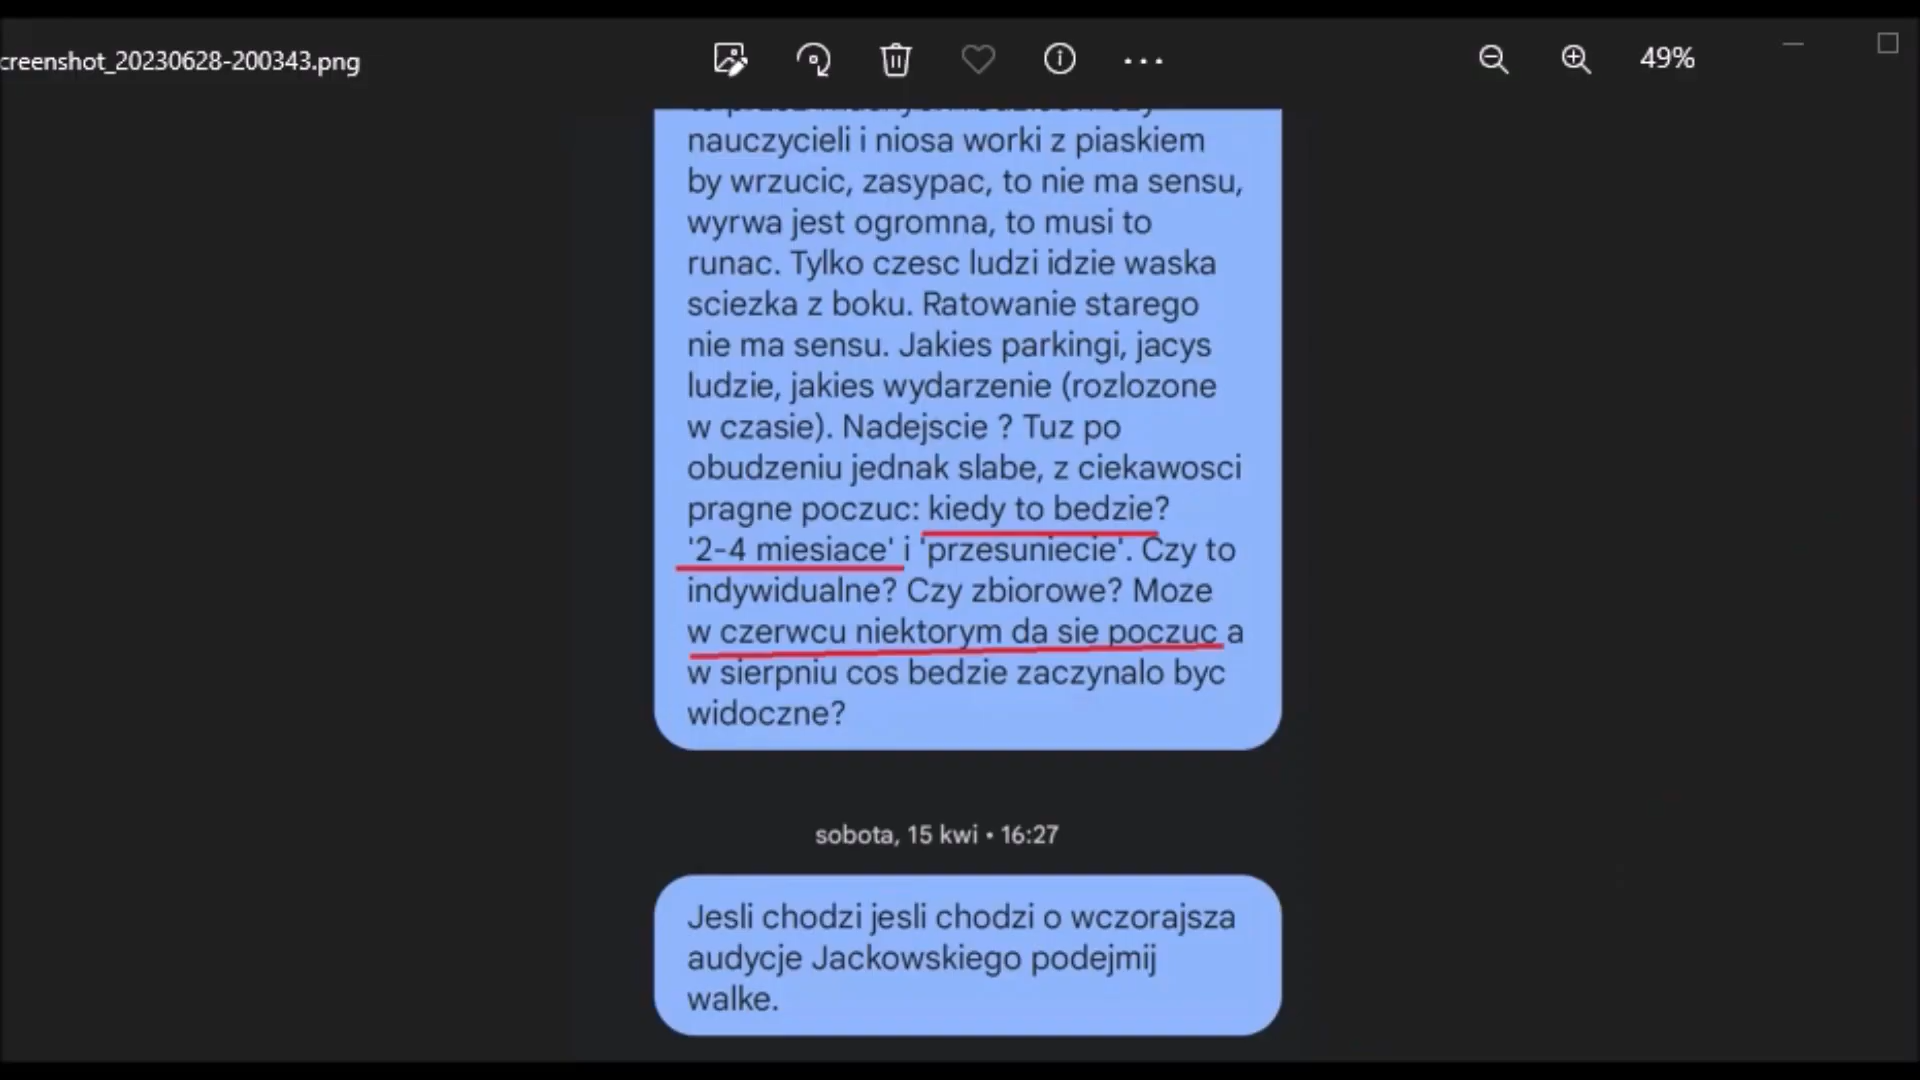 creenshot_20230628-200343.png
49%
nauczycieli i niosa worki z piaskiem
by wrzucic, zasypac, to nie ma sensu,
wyrwa jest ogromna, to musi to
runac. Tylko czesc ludzi idzie waska
sciezka z boku. Ratowanie starego
nie ma sensu. Jakies parkingi, jacys
ludzie, jakies wydarzenie (rozlozone
w czasie). Nadejscie ? Tuz po
obudzeniu jednak slabe, z ciekawosci
pragne poczuc: kiedy to bedzie?
'2-4 miesiace' i 'przesuniecie'. Czy to
indywidualne? Czy zbiorowe? Moze
w czerwcu niektorym da sie poczuc a
w sierpniu cos bedzie zaczynalo byc
widoczne?
sobota, 15 kwi • 16:27
Jesli chodzi jesli chodzi o wczorajsza
audycje Jackowskiego podejmij
walke.